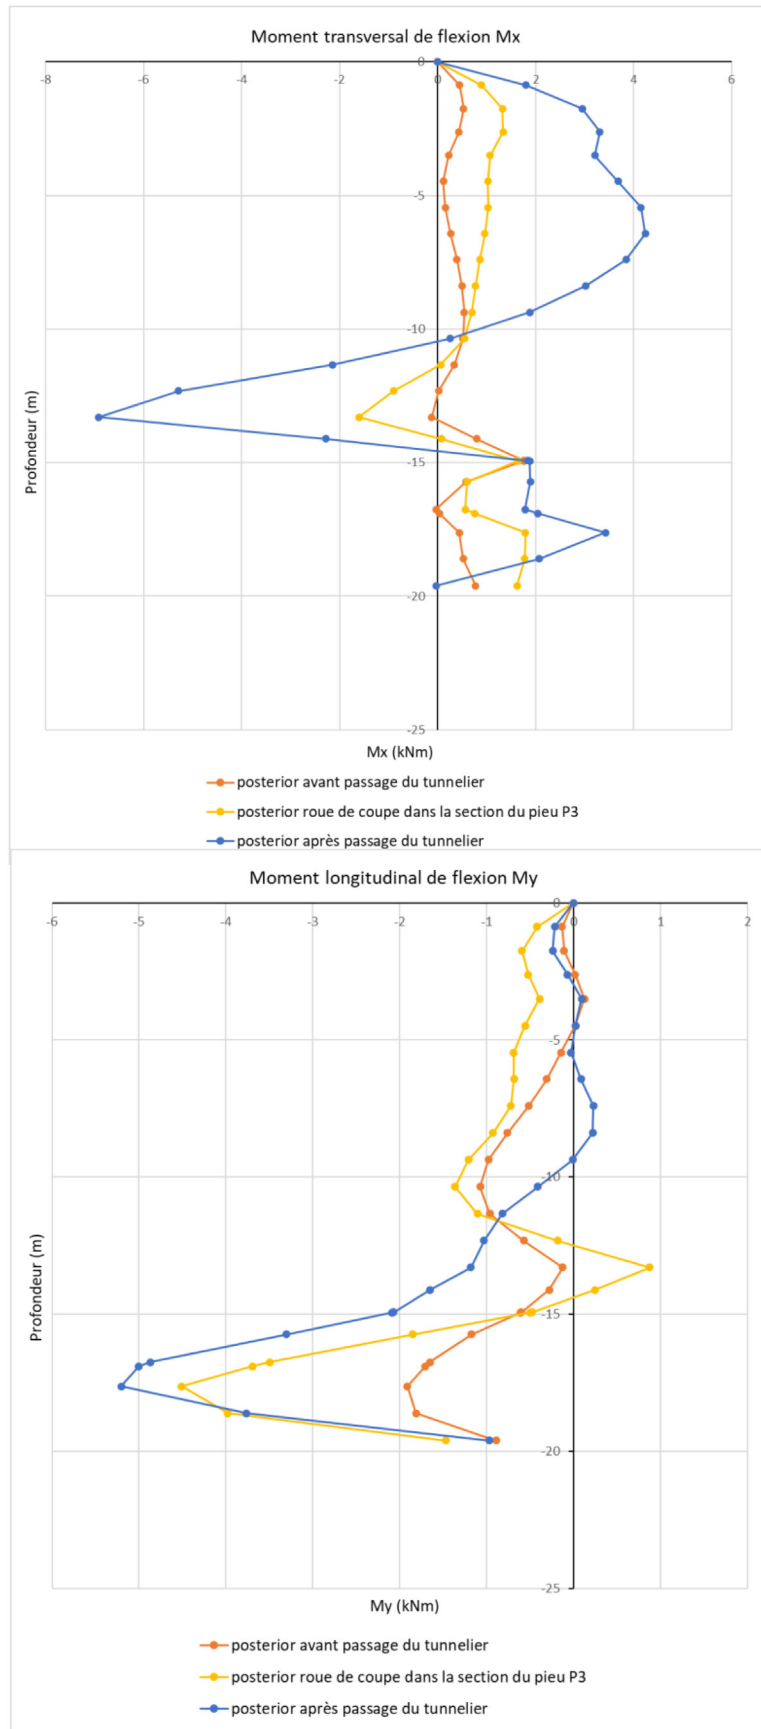 Moment transversal de flexion Mx
0
-8 -6 -4 -2 0 2 4 6
-5
-10
-15
-20
-25
Profondeur (m)
Mx (kNm)
posterior avant passage du tunnelier
posterior roue de coupe dans la section du pieu P3
posterior après passage du tunnelier
Moment longitudinal de flexion My
0
-6 -5 -4 -3 -2 -1 0 1 2
-5
-10
-15
-20
-25
Profondeur (m)
My (kNm)
posterior avant passage du tunnelier
posterior roue de coupe dans la section du pieu P3
posterior après passage du tunnelier